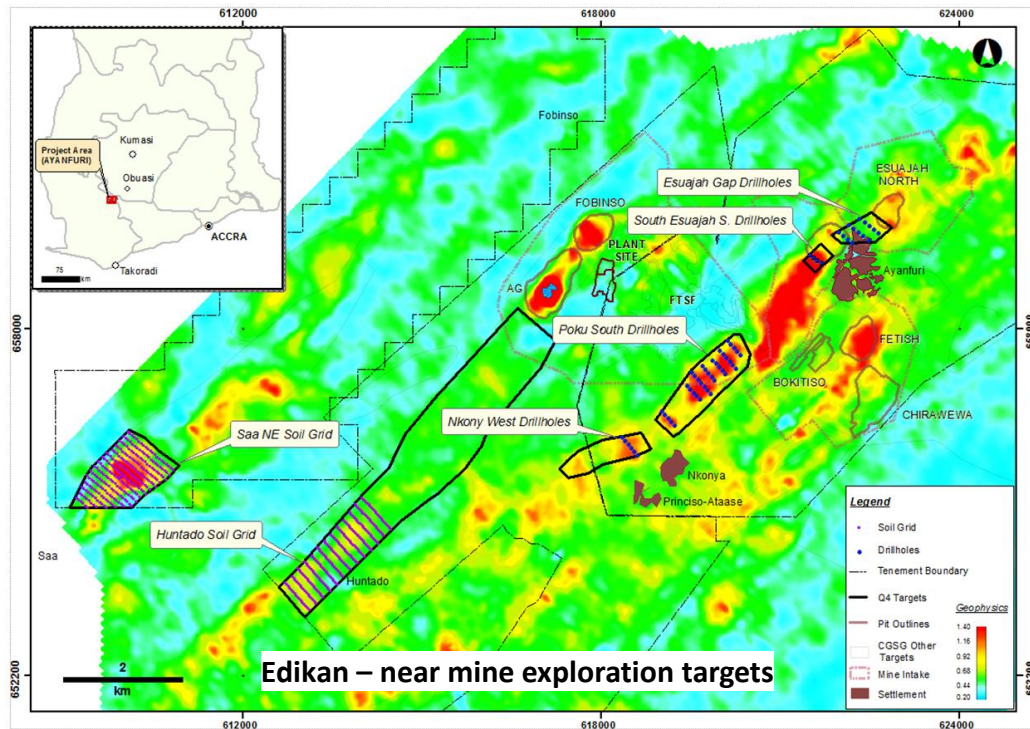 612000
618000
624000
Kumasi
Project Area
(AYANFURI)
Obuasi
ACCRA
75
km
Takoradi
Fobinso
ESUAJAH
NORTH
Esuajah Gap Drillholes
FOBINSO
South Esuajah S. Drillholes
PLANT
SITE
Ayanfuri
AG
FTSF
658000
Poku South Drillholes
FETISH
BOKITISO
CHIRAWEWA
Nkony West Drillholes
Saa NE Soil Grid
Nkonya
Princiso-Ataase
Huntado Soil Grid
Saa
Huntado
Legend
Soil Grid
Drillholes
Tenement Boundary
Q4 Targets
Pit Outlines
CGSG Other
Targets
Mine Intake
Settlement
Geophysics
1.40
1.16
0.92
0.68
0.44
0.20
2
km
Edikan – near mine exploration targets
652200
612000
618000
624000